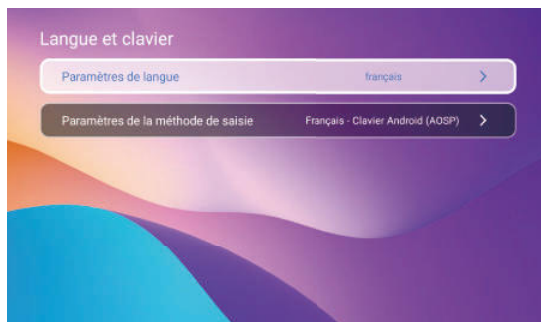 Langue et clavier
Paramètres de langue français
Paramètres de la méthode de saisie Français - Clavier Android (AOSP)